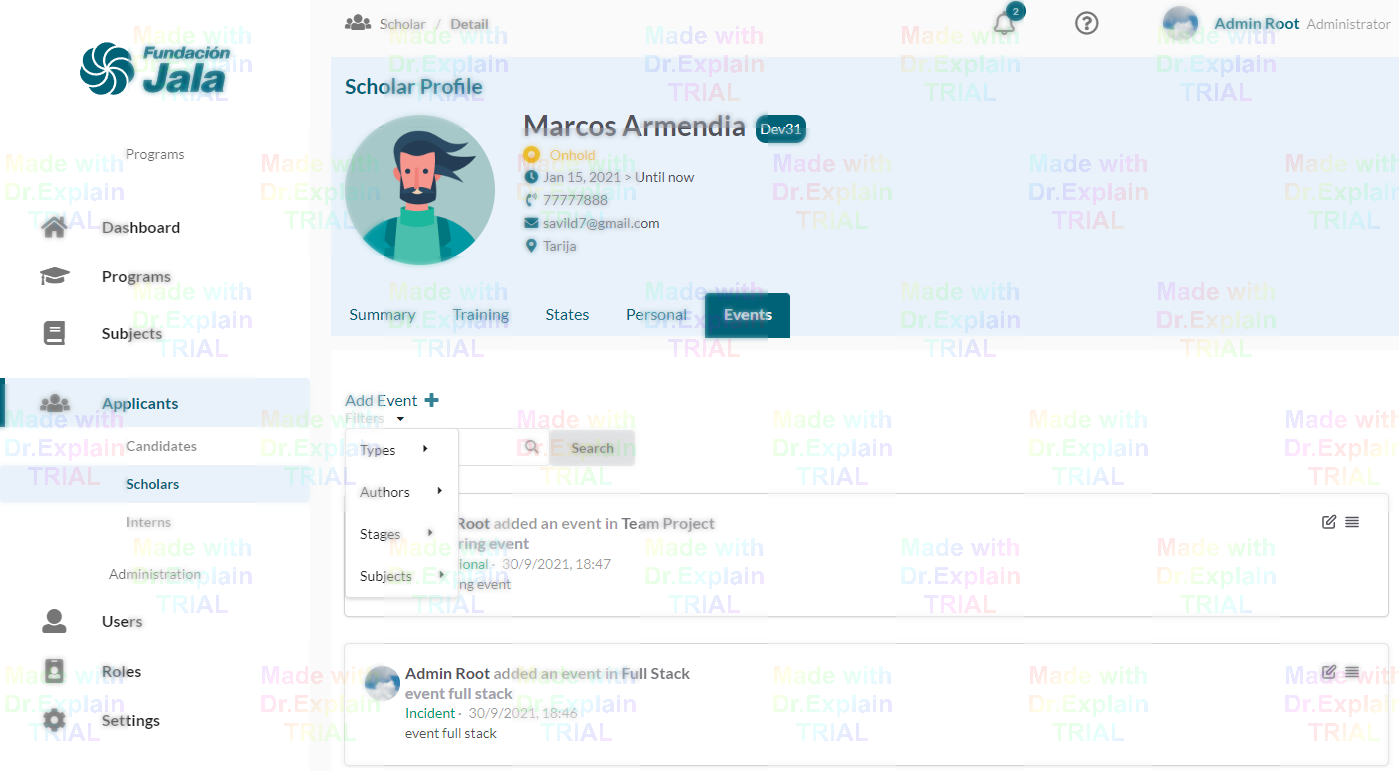 Fundación
Jala
Programs
Dashboard
Programs
Subjects
Applicants
Candidates
Scholars
Interns
Administration
Users
Roles
Settings
Scholar / Detail
2
Admin Root Administrator
Scholar Profile
Marcos Armendia Dev31
Onhold
Jan 15, 2021 > Until now
77777888
savild7@gmail.com
Tarija
Summary Training States Personal Events
Add Event
Filters
Types
Authors
Stages
Subjects
Search
Root added an event in Team Project
ring event
ional · 30/9/2021, 18:47
ng event
Admin Root added an event in Full Stack
event full stack
Incident · 30/9/2021, 18:46
event full stack
Made with
Dr.Explain
TRIAL